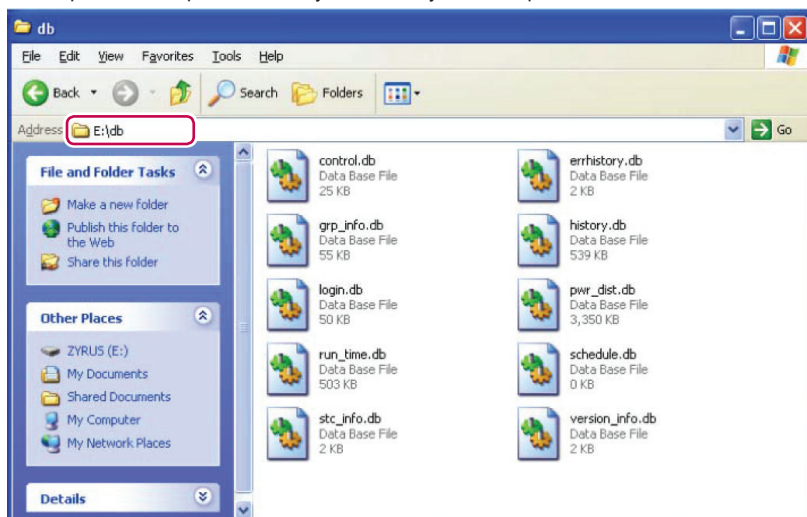 db
File Edit View Favorites Tools Help
Back Search Folders
Address E:\db Go
File and Folder Tasks
Make a new folder
Publish this folder to
the Web
Share this folder
Other Places
ZYRUS (E:)
My Documents
Shared Documents
My Computer
My Network Places
Details
control.db
Data Base File
25 KB
errhistory.db
Data Base File
2 KB
grp_info.db
Data Base File
55 KB
history.db
Data Base File
539 KB
login.db
Data Base File
50 KB
pwr_dist.db
Data Base File
3,350 KB
run_time.db
Data Base File
503 KB
schedule.db
Data Base File
0 KB
stc_info.db
Data Base File
2 KB
version_info.db
Data Base File
2 KB